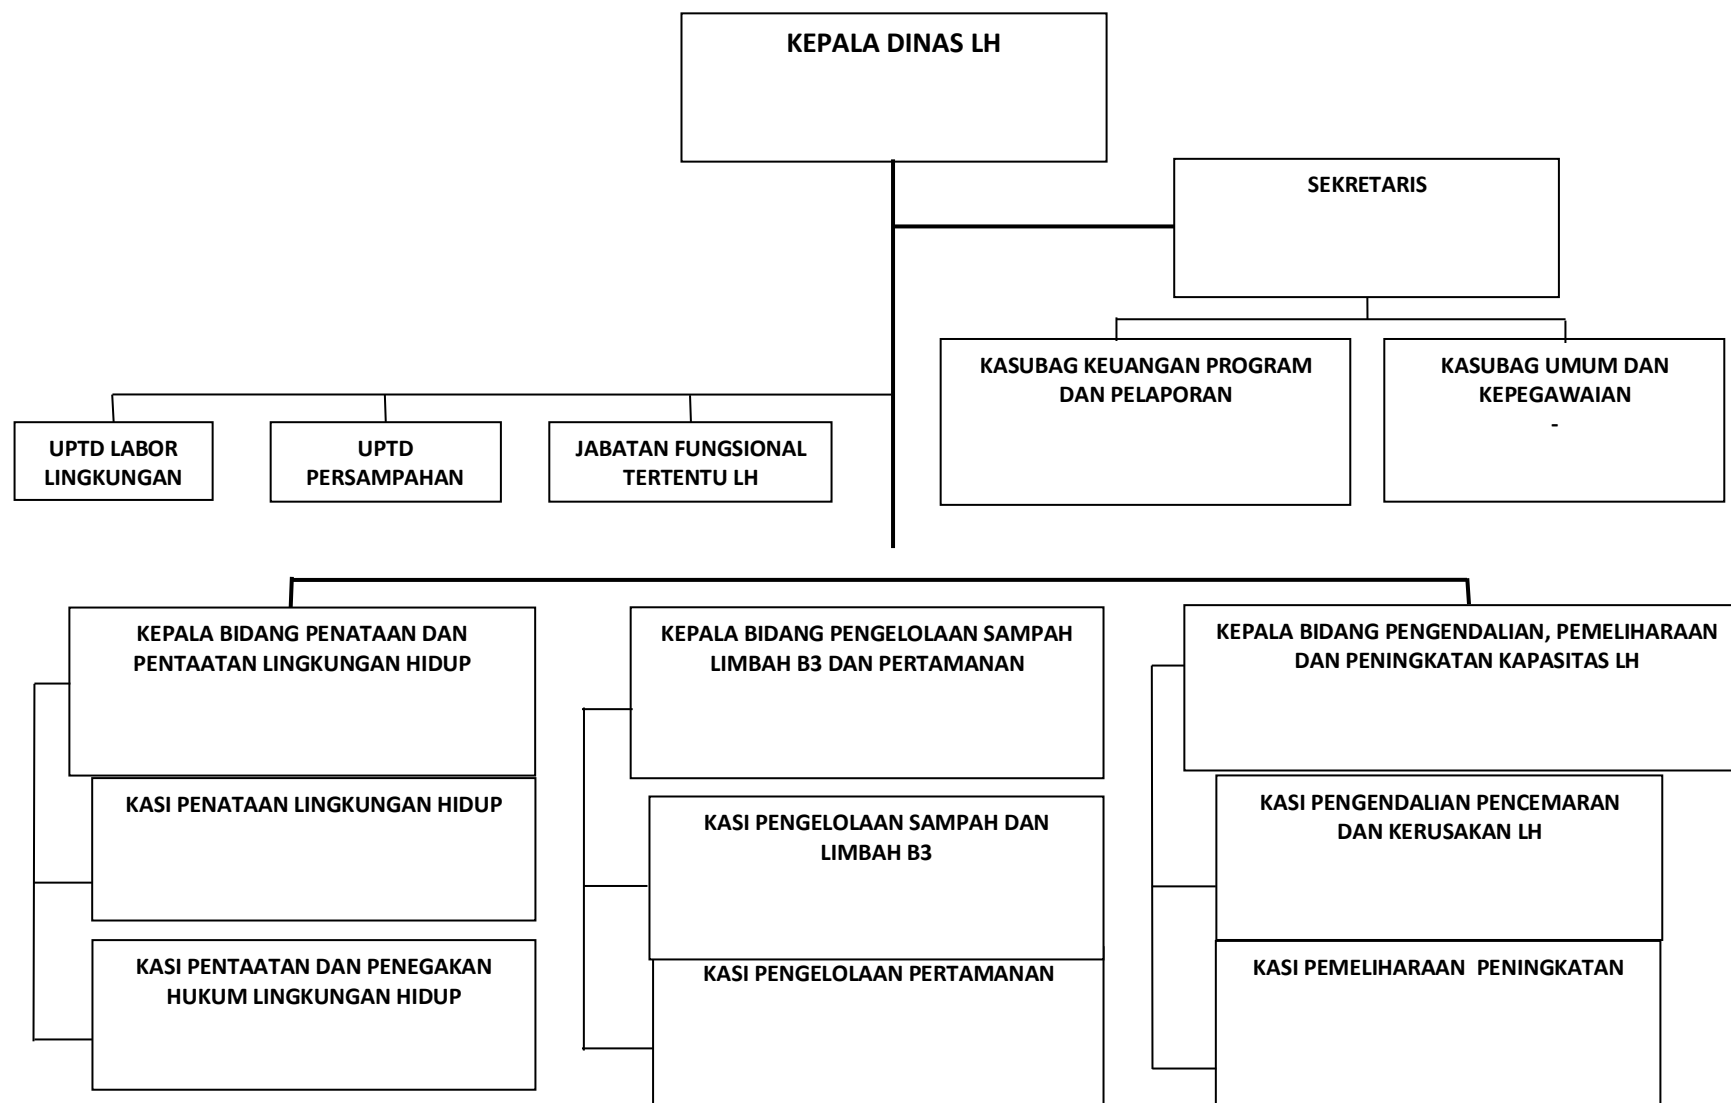 KEPALA DINAS LH
SEKRETARIS
KASUBAG KEUANGAN PROGRAM
DAN PELAPORAN
KASUBAG UMUM DAN
KEPEGAWAIAN
-
UPTD LABOR
LINGKUNGAN
UPTD
PERSAMPAHAN
JABATAN FUNGSIONAL
TERTENTU LH
KEPALA BIDANG PENATAAN DAN
PENTAATAN LINGKUNGAN HIDUP
KEPALA BIDANG PENGELOLAAN SAMPAH
LIMBAH B3 DAN PERTAMANAN
KEPALA BIDANG PENGENDALIAN, PEMELIHARAAN
DAN PENINGKATAN KAPASITAS LH
KASI PENATAAN LINGKUNGAN HIDUP
KASI PENGELOLAAN SAMPAH DAN
LIMBAH B3
KASI PENGENDALIAN PENCEMARAN
DAN KERUSAKAN LH
KASI PENTAATAN DAN PENEGAKAN
HUKUM LINGKUNGAN HIDUP
KASI PENGELOLAAN PERTAMANAN
KASI PEMELIHARAAN  PENINGKATAN